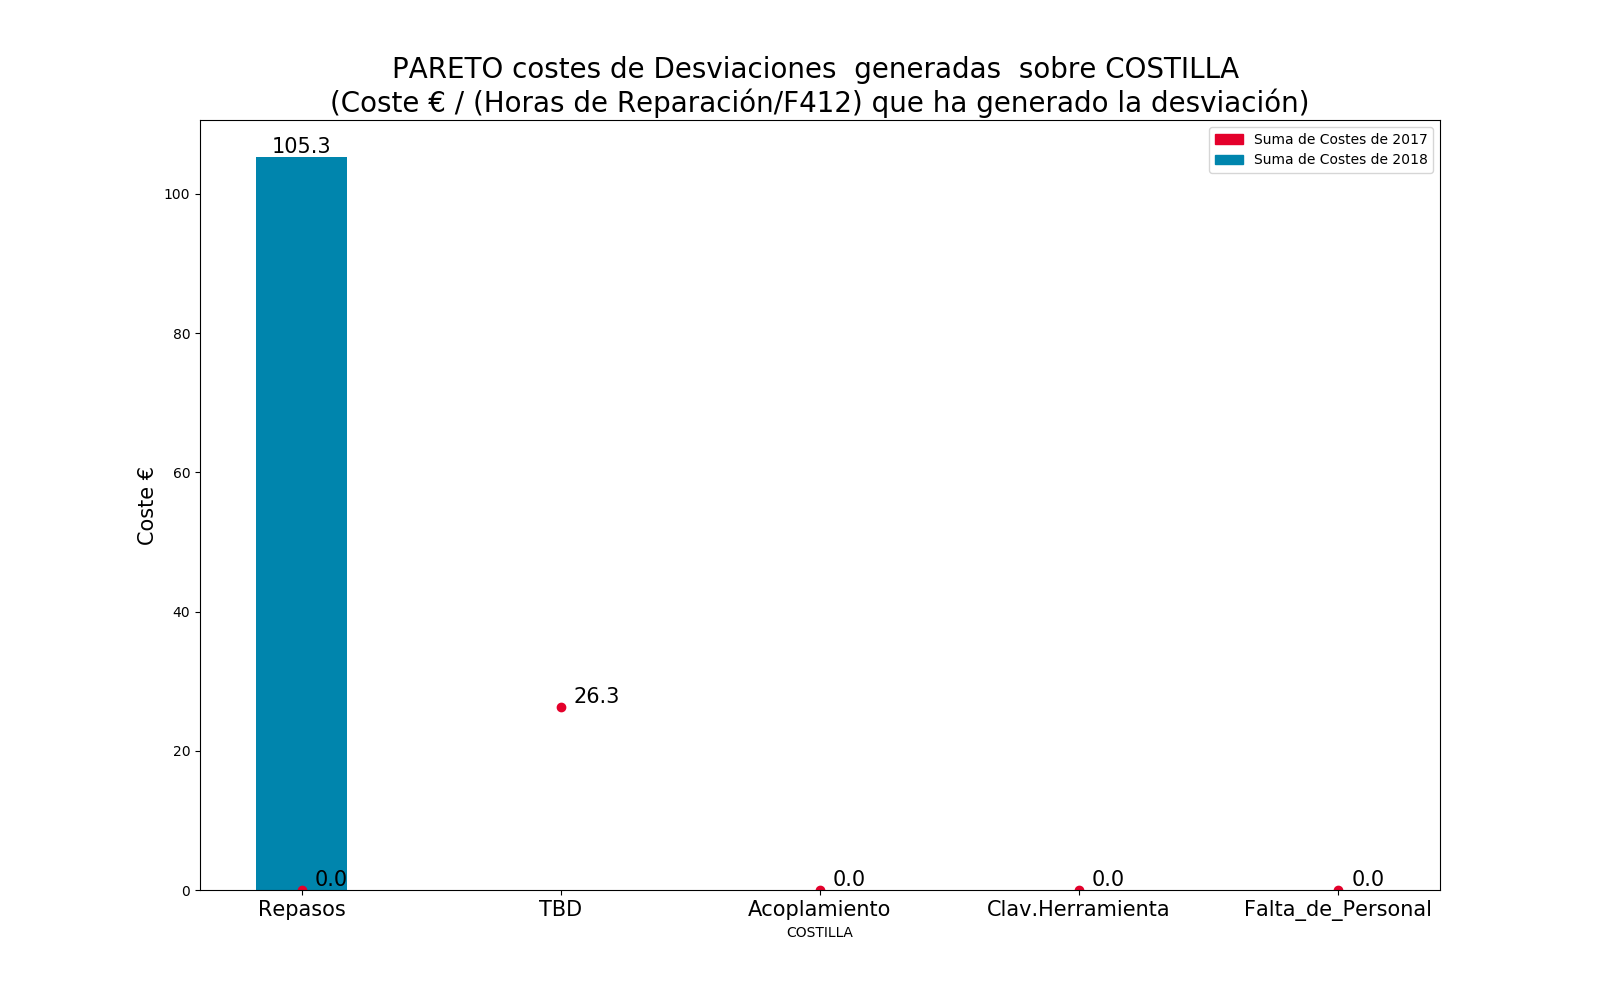 PARETO costes de Desviaciones  generadas  sobre COSTILLA
(Coste € / (Horas de Reparación/F412) que ha generado la desviación)
Suma de Costes de 2017
Suma de Costes de 2018
105.3
100
80
60
40
20
0
Coste €
26.3
0.0
0.0
0.0
0.0
Repasos
TBD
Acoplamiento
Clav.Herramienta
Falta_de_Personal
COSTILLA